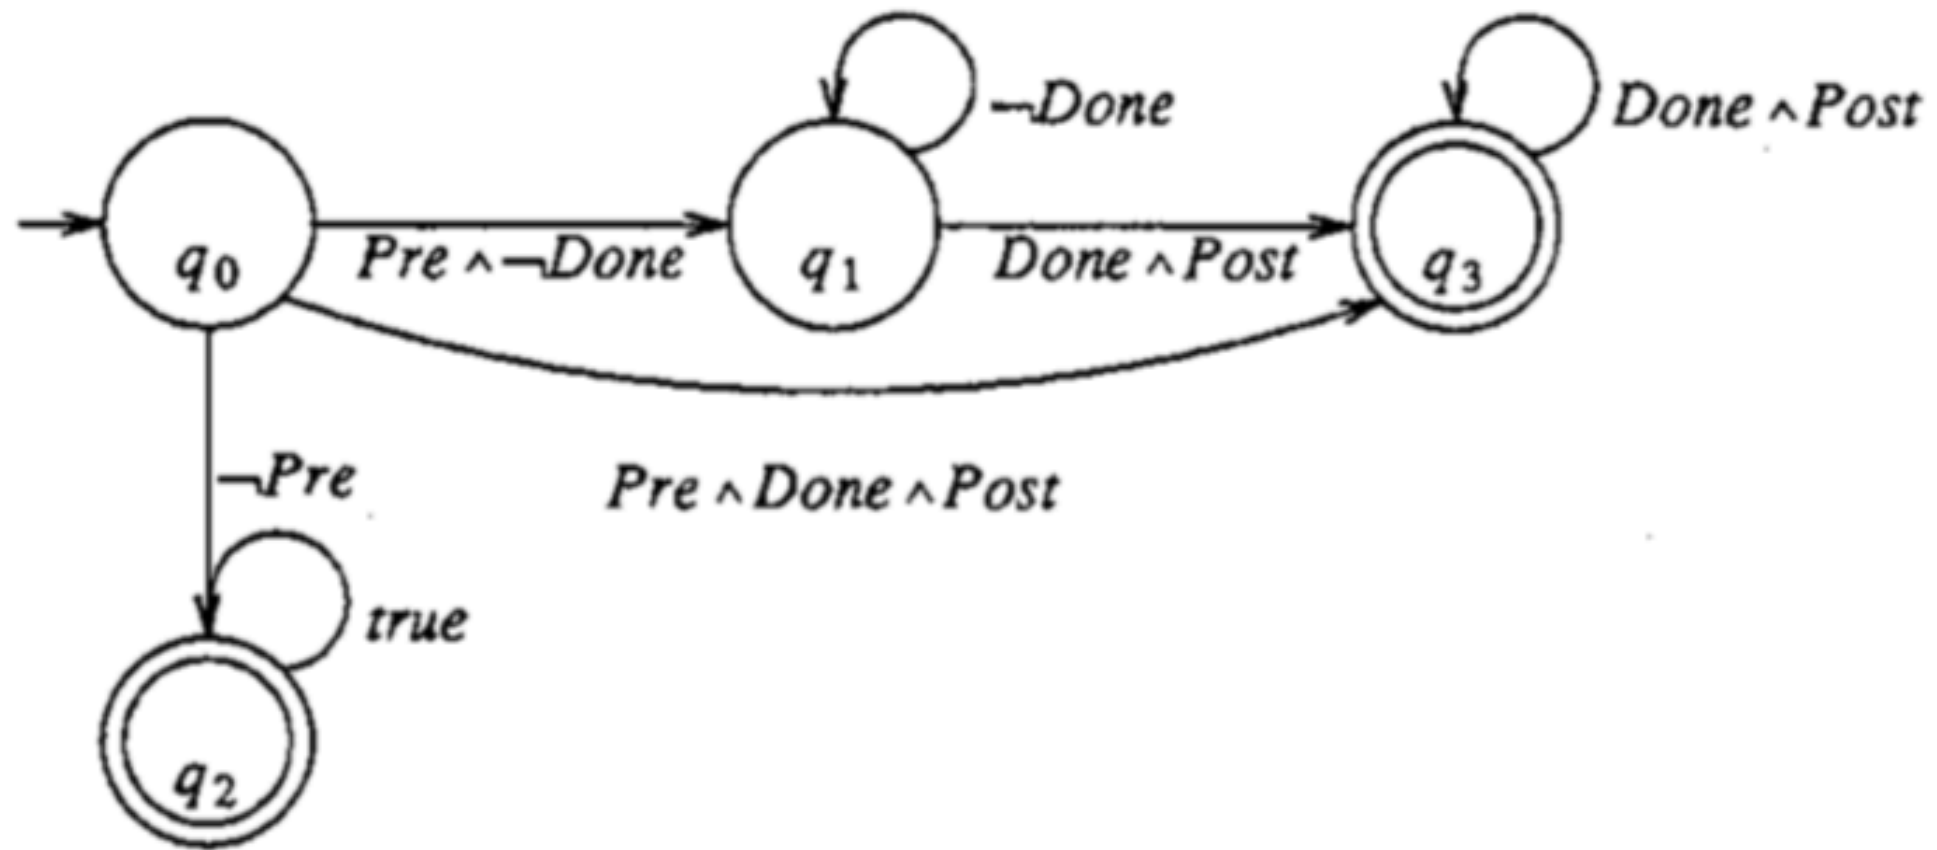 ¬Done
Done ∧ Post
q0
Pre ∧ ¬Done
q1
Done ∧ Post
q3
¬Pre
Pre ∧ Done ∧ Post
true
q2